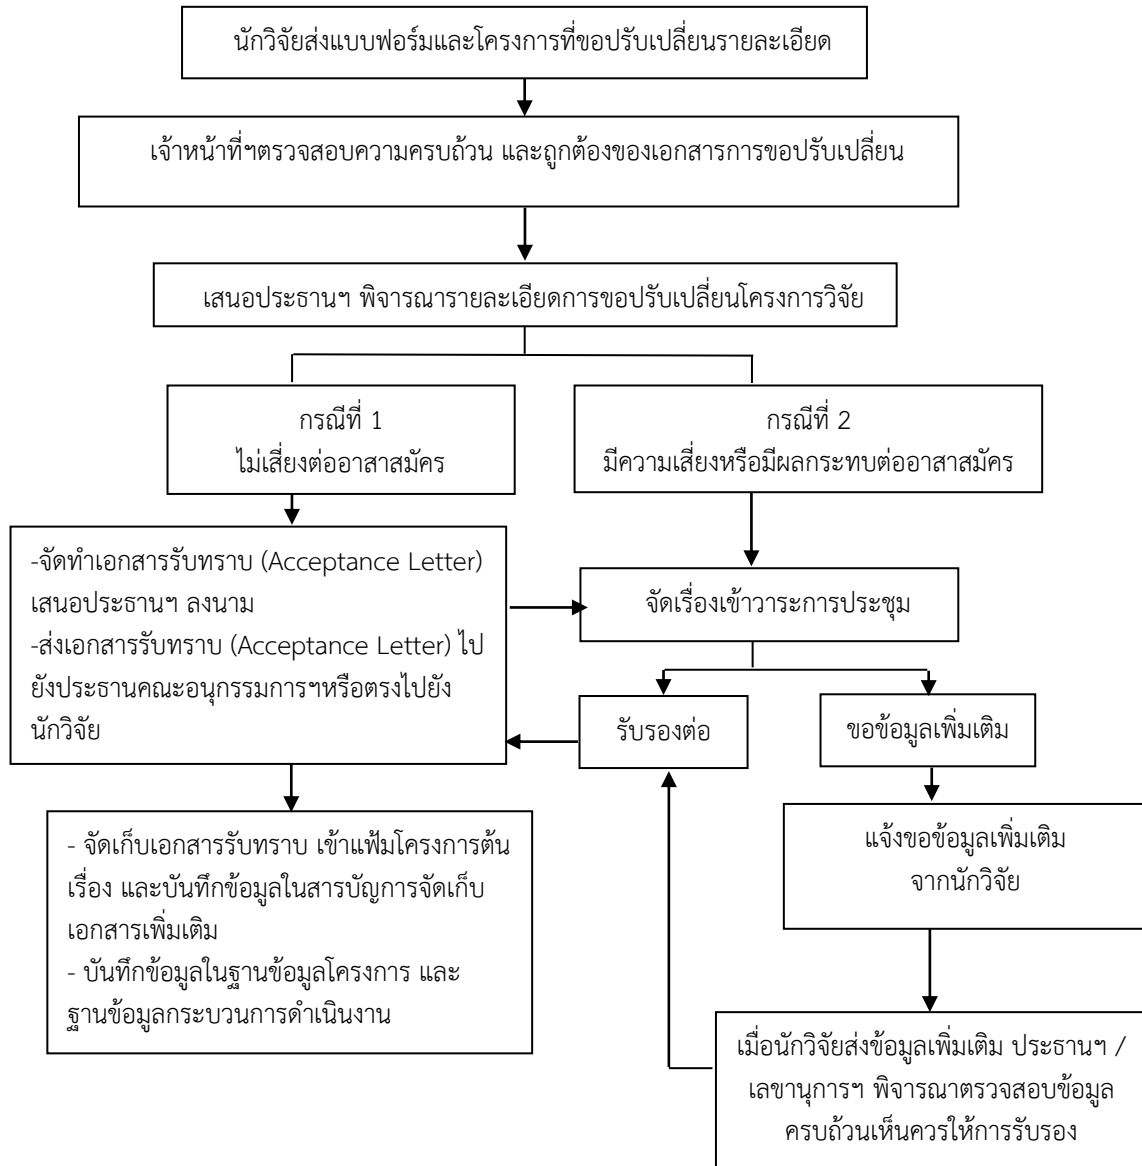 นักวิจัยส่งแบบฟอร์มและโครงการที่ขอปรับเปลี่ยนรายละเอียด
เจ้าหน้าที่ฯตรวจสอบความครบถ้วน และถูกต้องของเอกสารการขอปรับเปลี่ยน
เสนอประธานฯ พิจารณารายละเอียดการขอปรับเปลี่ยนโครงการวิจัย
กรณีที่ 1
ไม่เสี่ยงต่ออาสาสมัคร
กรณีที่ 2
มีความเสี่ยงหรือมีผลกระทบต่ออาสาสมัคร
-จัดทำเอกสารรับทราบ (Acceptance Letter)
เสนอประธานฯ ลงนาม
-ส่งเอกสารรับทราบ (Acceptance Letter) ไป
ยังประธานคณะอนุกรรมการฯหรือตรงไปยัง
นักวิจัย
จัดเรื่องเข้าวาระการประชุม
รับรองต่อ
ขอข้อมูลเพิ่มเติม
- จัดเก็บเอกสารรับทราบ เข้าแฟ้มโครงการต้น
เรื่อง และบันทึกข้อมูลในสารบัญการจัดเก็บ
เอกสารเพิ่มเติม
- บันทึกข้อมูลในฐานข้อมูลโครงการ และ
ฐานข้อมูลกระบวนการดำเนินงาน
แจ้งขอข้อมูลเพิ่มเติม
จากนักวิจัย
เมื่อนักวิจัยส่งข้อมูลเพิ่มเติม ประธานฯ /
เลขานุการฯ พิจารณาตรวจสอบข้อมูล
ครบถ้วนเห็นควรให้การรับรอง